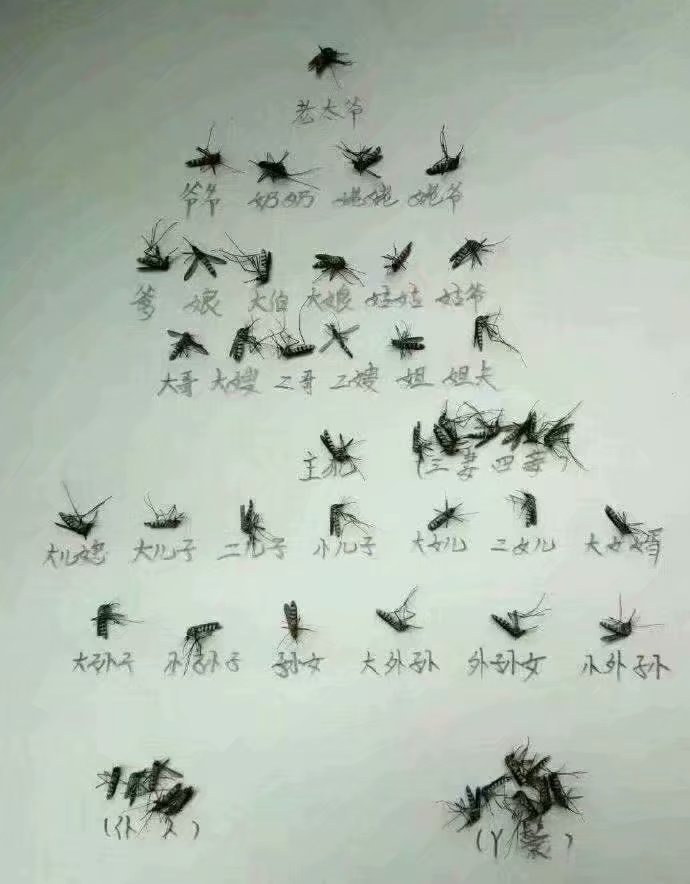 老太爷
爷爷 奶奶 姥姥 姥爷
爹 娘 大伯 大娘 姑姑 姑爷
大哥 大嫂 二哥 二嫂 姐 姐夫
主犯 (三妻四妾)
大儿媳 大儿子 二儿子 小儿子 大女儿 二女儿 大女婿
大孙子 小孙子 孙女 大外孙 外孙女 小外孙
(仆人) (丫鬟)